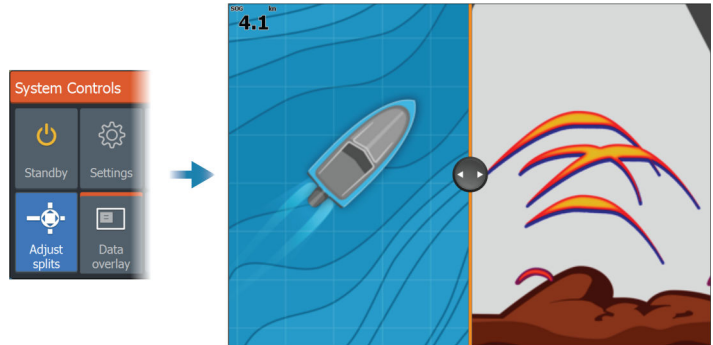 System Controls
Standby
Settings
Adjust
splits
Data
overlay
SOG kn
4.1